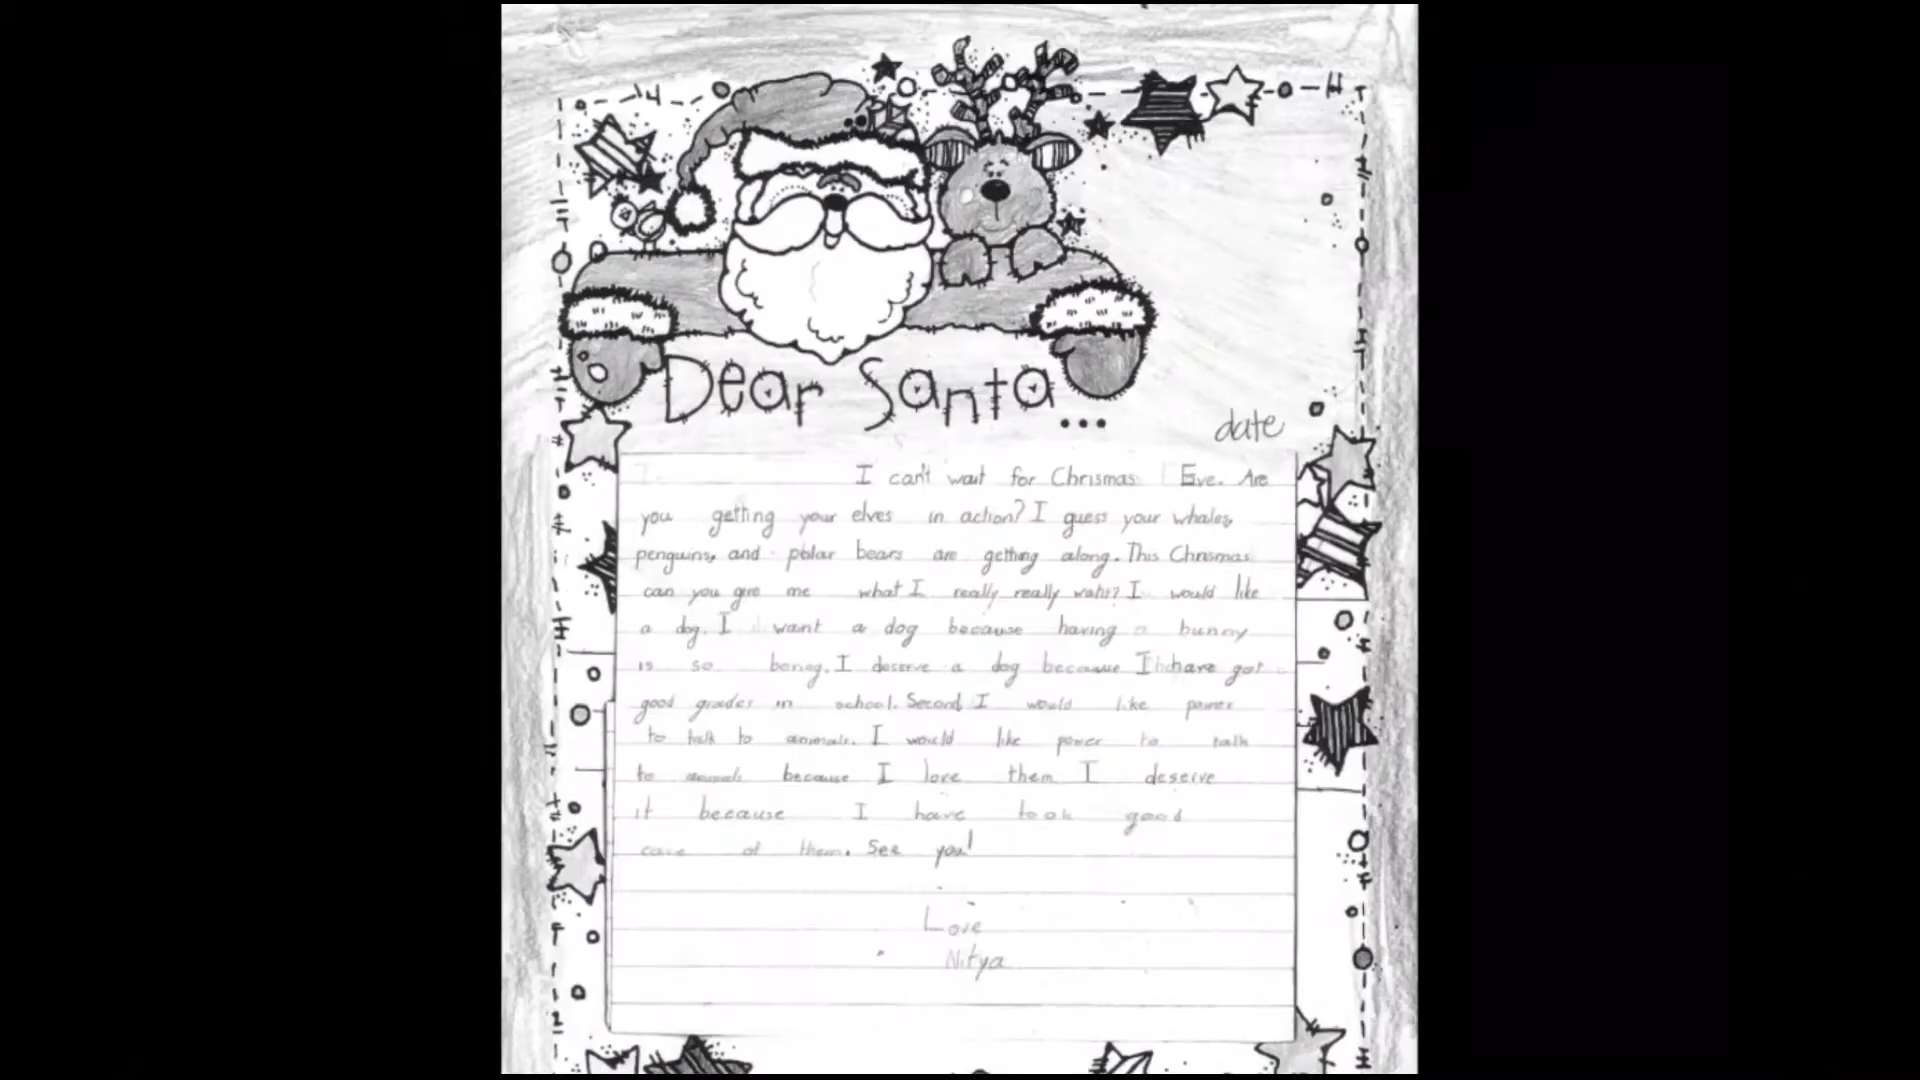 Dear Santa...
date
I can't wait for Chrismas Eve. Are
you getting your elves in action? I guess your whales,
penguins, and polar bears are getting along. This Chrismas
can you give me what I really really want? I would like
a dog. I want a dog because having a bunny
is so boring. I deserve a dog because I have got
good grades in school. Second I would like power
to talk to animals. I would like power to talk
to animals because I love them I deserve
it because I have took good
care of them. See you!
Love
Nitya